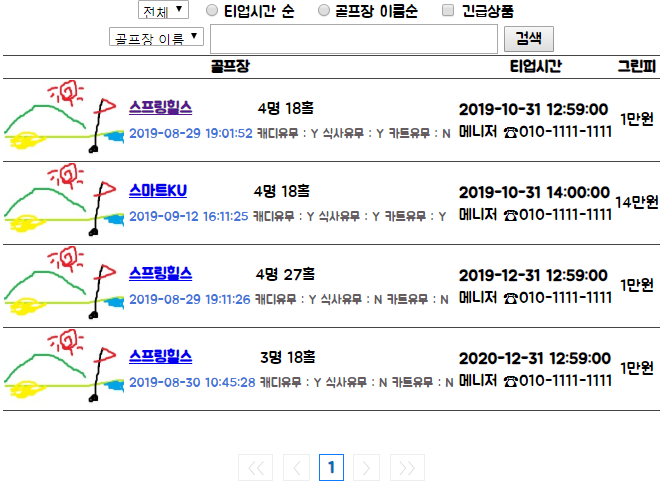 전체 ▼ 티업시간 순 골프장 이름순 긴급상품
골프장 이름 ▼ 검색
골프장 티업시간 그린피
스프링힐스 4명 18홀
2019-08-29 19:01:52 캐디유무 : Y 식사유무 : Y 카트유무 : N
2019-10-31 12:59:00
메니저 ☎010-1111-1111
1만원
스마트KU 4명 18홀
2019-09-12 16:11:25 캐디유무 : Y 식사유무 : Y 카트유무 : Y
2019-10-31 14:00:00
메니저 ☎010-1111-1111
14만원
스프링힐스 4명 27홀
2019-08-29 19:11:26 캐디유무 : Y 식사유무 : N 카트유무 : N
2019-12-31 12:59:00
메니저 ☎010-1111-1111
1만원
스프링힐스 3명 18홀
2019-08-30 10:45:28 캐디유무 : Y 식사유무 : N 카트유무 : N
2020-12-31 12:59:00
메니저 ☎010-1111-1111
1만원
《 〈 1 〉 》